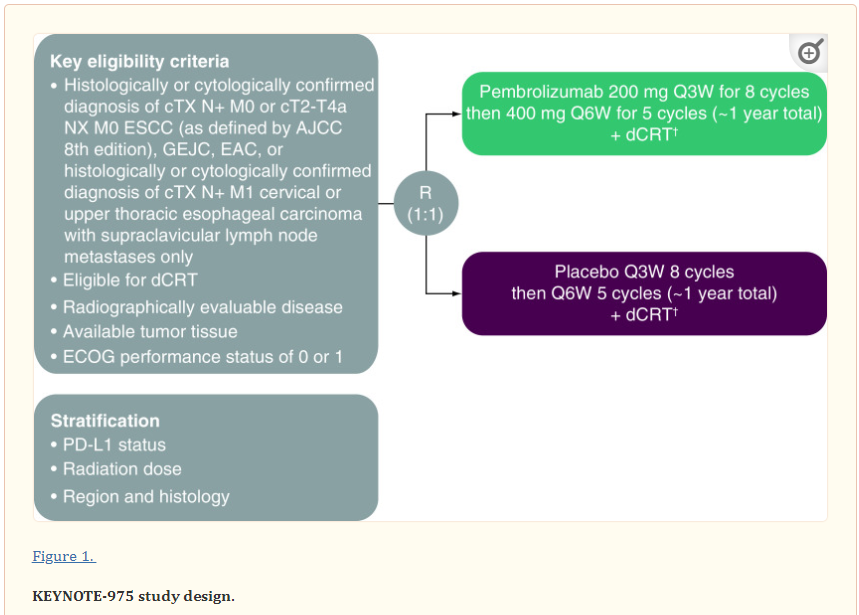 Key eligibility criteria
• Histologically or cytologically confirmed
diagnosis of cTX N+ M0 or cT2-T4a
NX M0 ESCC (as defined by AJCC
8th edition), GEJC, EAC, or
histologically or cytologically confirmed
diagnosis of cTX N+ M1 cervical or
upper thoracic esophageal carcinoma
with supraclavicular lymph node
metastases only
• Eligible for dCRT
• Radiographically evaluable disease
• Available tumor tissue
• ECOG performance status of 0 or 1
Stratification
• PD-L1 status
• Radiation dose
• Region and histology
R
(1:1)
Pembrolizumab 200 mg Q3W for 8 cycles
then 400 mg Q6W for 5 cycles (~1 year total)
+ dCRT†
Placebo Q3W 8 cycles
then Q6W 5 cycles (~1 year total)
+ dCRT†
Figure 1.
KEYNOTE-975 study design.